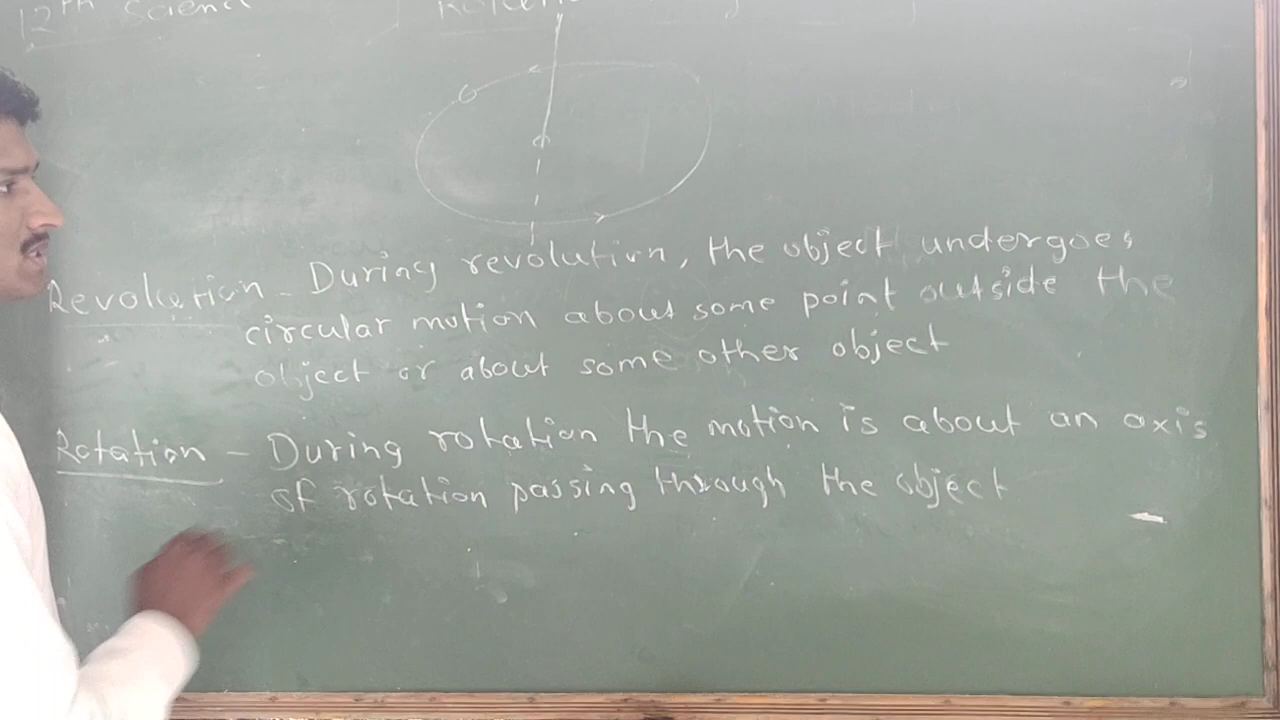 12th Science
Revolution - During revolution, the object undergoes
circular motion about some point outside the
object or about some other object
Rotation - During rotation the motion is about an axis
of rotation passing through the object